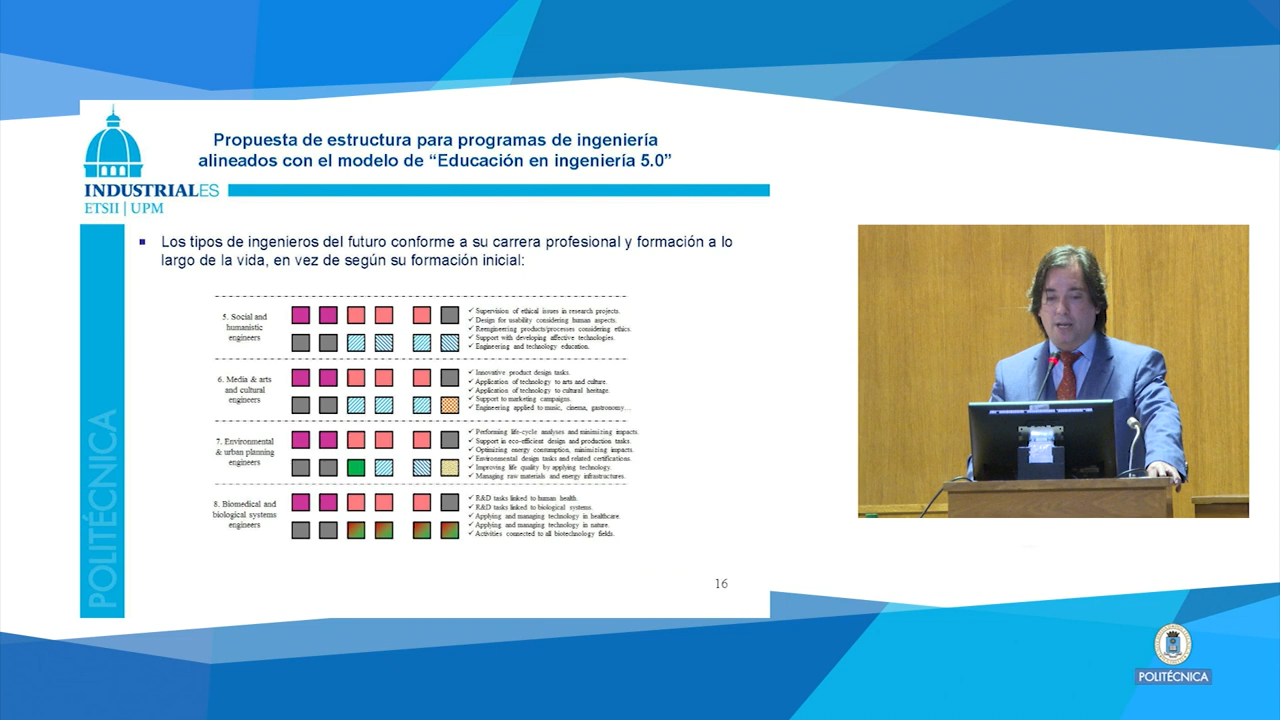 Propuesta de estructura para programas de ingeniería
alineados con el modelo de “Educación en ingeniería 5.0”
INDUSTRIALES
ETSII | UPM
Los tipos de ingenieros del futuro conforme a su carrera profesional y formación a lo
largo de la vida, en vez de según su formación inicial:
5. Social and
humanistic
engineers
✓ Supervision of ethical issues in research projects.
✓ Design for usability considering human aspects.
✓ Reengineering products/processes considering ethics.
✓ Support with developing affective technologies.
✓ Engineering and technology education.
6. Media & arts
and cultural
engineers
✓ Innovative product design tasks.
✓ Application of technology to arts and culture.
✓ Application of technology to cultural heritage.
✓ Support to marketing campaigns.
✓ Engineering applied to music, cinema, gastronomy…
7. Environmental
& urban planning
engineers
✓ Performing life-cycle analyses and minimizing impacts.
✓ Support in eco-efficient design and production tasks.
✓ Optimizing energy consumption, minimizing impacts.
✓ Environmental design tasks and related certifications.
✓ Improving life quality by applying technology.
✓ Managing raw materials and energy infrastructures.
8. Biomedical and
biological systems
engineers
✓ R&D tasks linked to human health.
✓ R&D tasks linked to biological systems.
✓ Applying and managing technology in healthcare.
✓ Applying and managing technology in nature.
✓ Activities connected to all biotechnology fields.
POLITÉCNICA
16
POLITÉCNICA